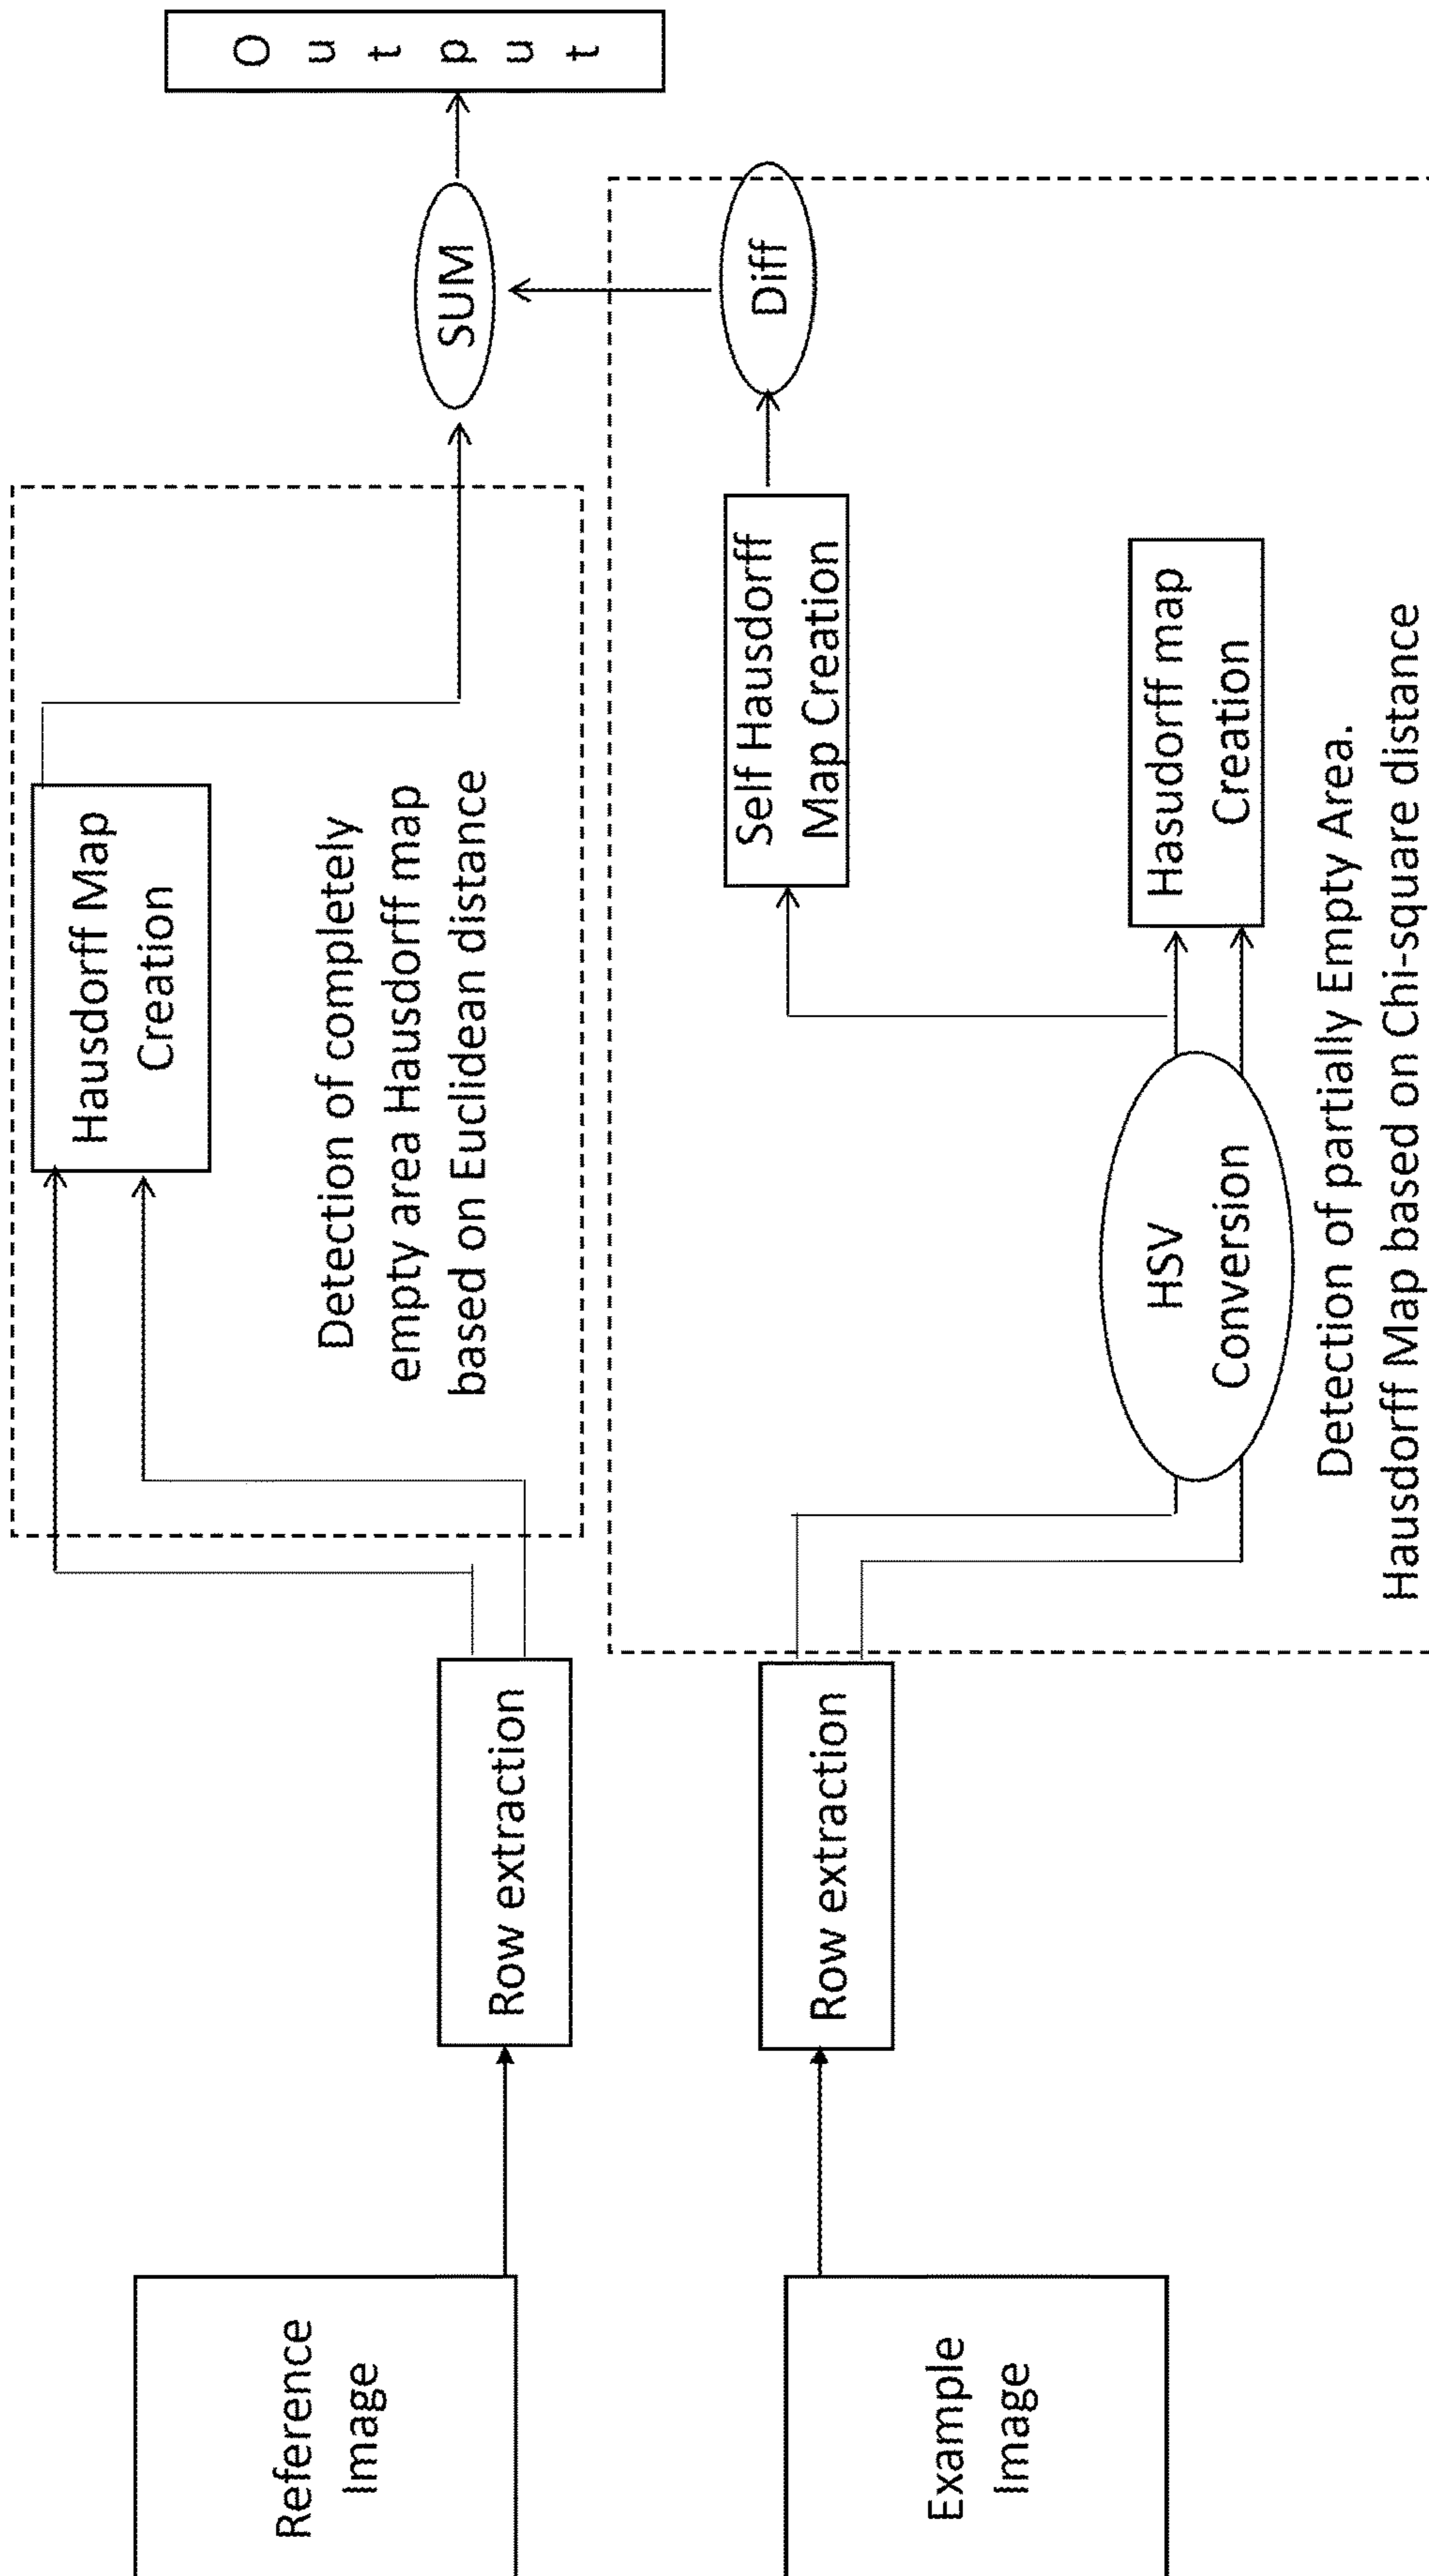 Reference
Image
Row extraction
Hausdorff Map
Creation
Detection of completely
empty area Hausdorff map
based on Euclidean distance
SUM
Output
Example
Image
Row extraction
HSV
Conversion
Self Hausdorff
Map Creation
Diff
Hasudorff map
Creation
Detection of partially Empty Area.
Hausdorff Map based on Chi-square distance